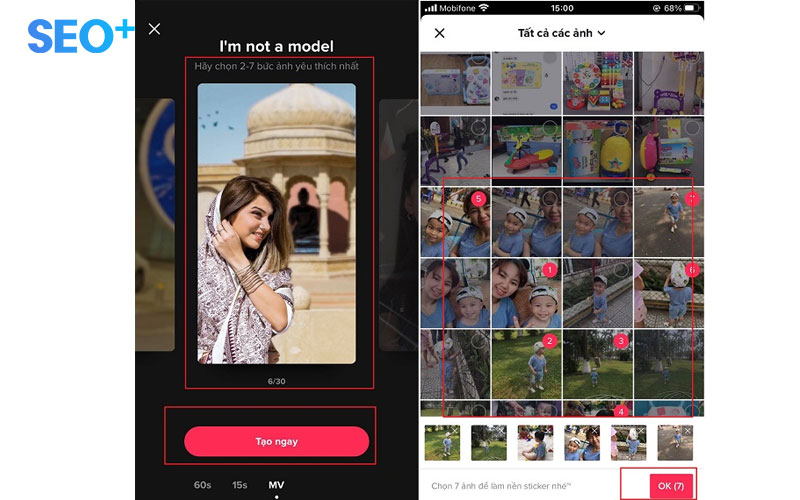 SEO+
I'm not a model
Hãy chọn 2-7 bức ảnh yêu thích nhất
6/30
Tạo ngay
60s 15s MV
Mobifone 15:00 68%
Tất cả các ảnh
5
7
1
6
2
3
4
Chọn 7 ảnh để làm nền sticker nhé~
OK (7)